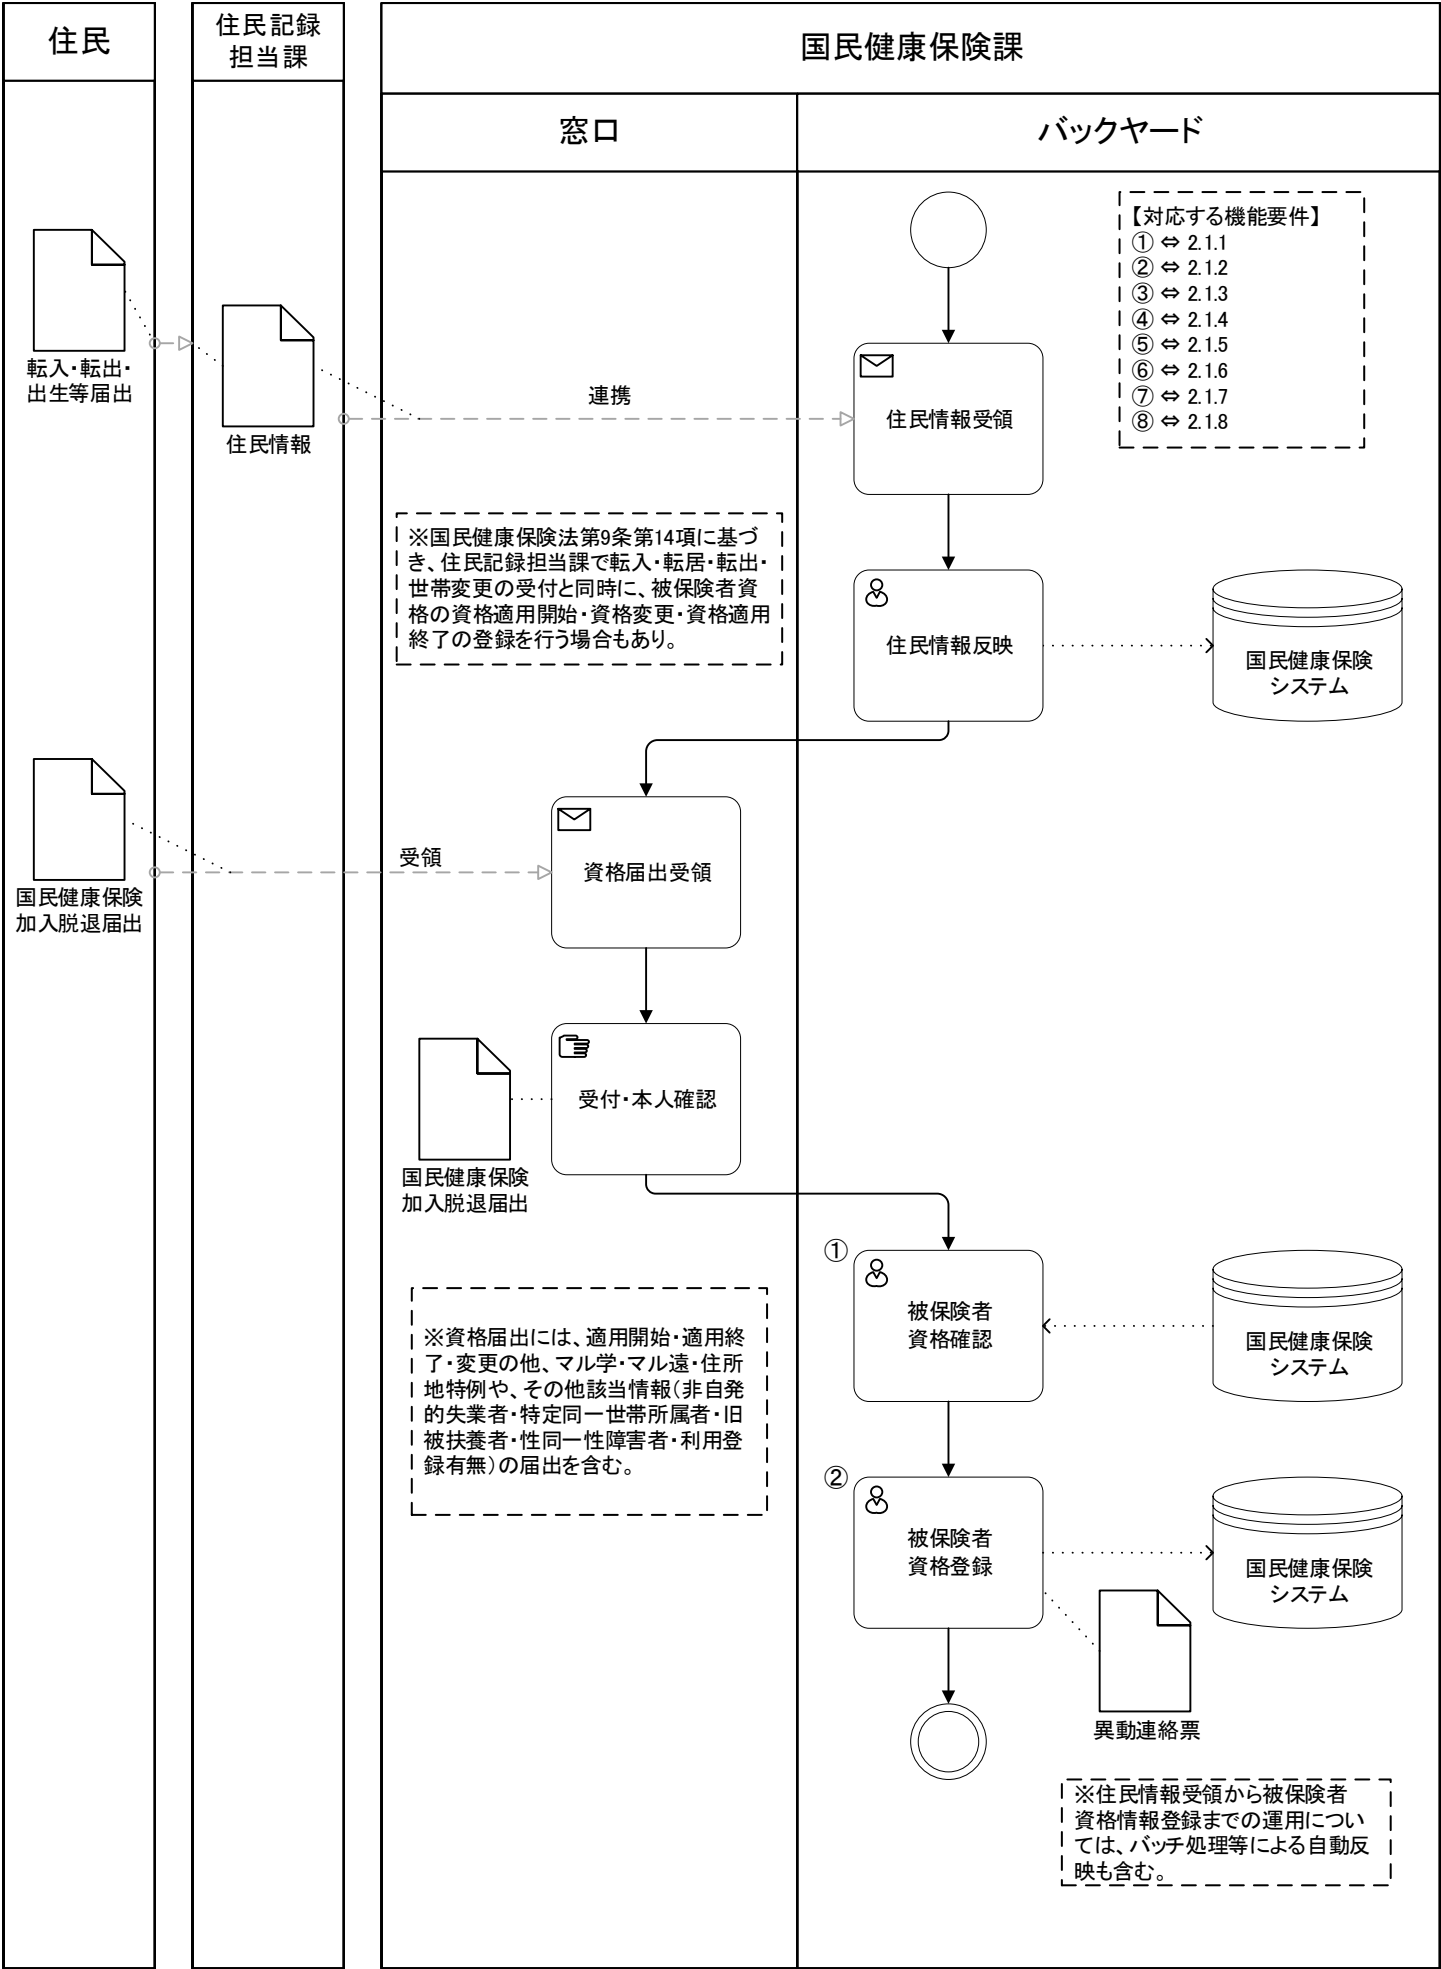 住民
住民記録
担当課
国民健康保険課
窓口
バックヤード
【対応する機能要件】
① ⇔ 2.1.1
② ⇔ 2.1.2
③ ⇔ 2.1.3
④ ⇔ 2.1.4
⑤ ⇔ 2.1.5
⑥ ⇔ 2.1.6
⑦ ⇔ 2.1.7
⑧ ⇔ 2.1.8
転入・転出・
出生等届出
住民情報
連携
住民情報受領
※国民健康保険法第9条第14項に基づ
き、住民記録担当課で転入・転居・転出・
世帯変更の受付と同時に、被保険者資
格の資格適用開始・資格変更・資格適用
終了の登録を行う場合もあり。
住民情報反映
国民健康保険
システム
国民健康保険
加入脱退届出
受領
資格届出受領
受付・本人確認
国民健康保険
加入脱退届出
①
被保険者
資格確認
国民健康保険
システム
※資格届出には、適用開始・適用終
了・変更の他、マル学・マル遠・住所
地特例や、その他該当情報（非自発
的失業者・特定同一世帯所属者・旧
被扶養者・性同一性障害者・利用登
録有無）の届出を含む。
②
被保険者
資格登録
国民健康保険
システム
異動連絡票
※住民情報受領から被保険者
資格情報登録までの運用につい
ては、バッチ処理等による自動反
映も含む。